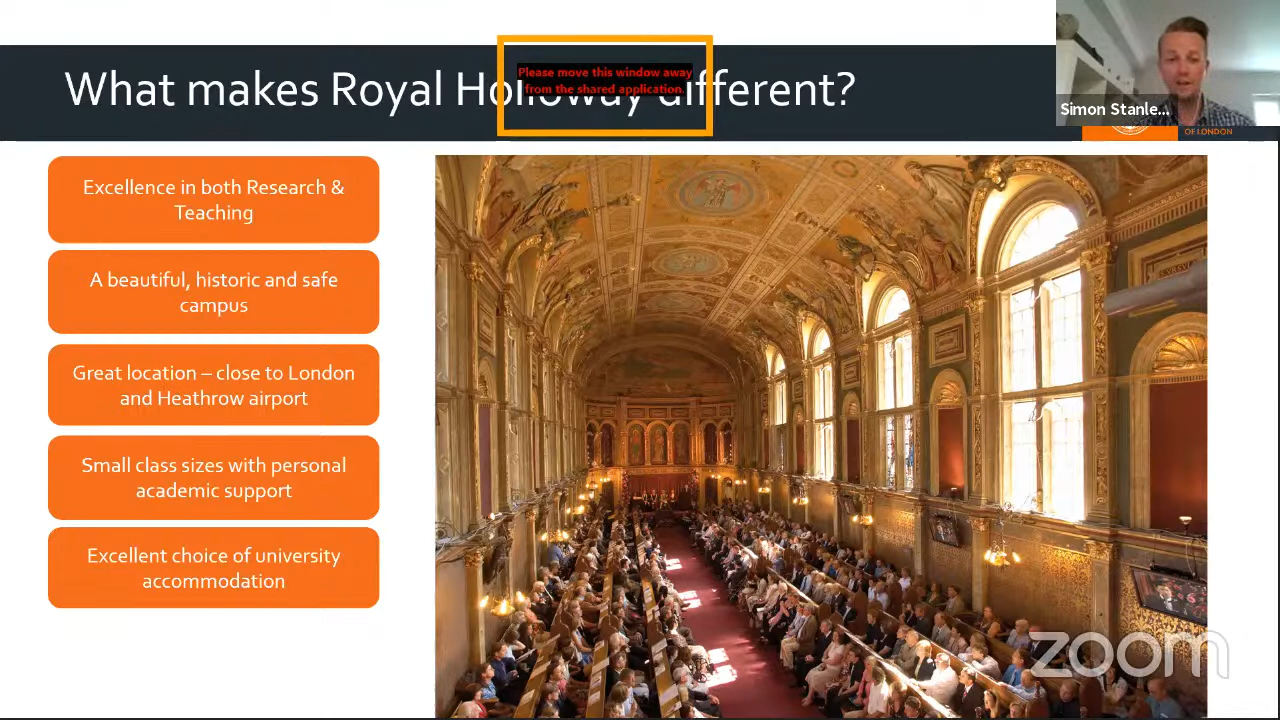 What makes Royal Holloway different?
Please move this window away
from the shared application.
Simon Stanle...
OF LONDON
Excellence in both Research &
Teaching
A beautiful, historic and safe
campus
Great location – close to London
and Heathrow airport
Small class sizes with personal
academic support
Excellent choice of university
accommodation
zoom